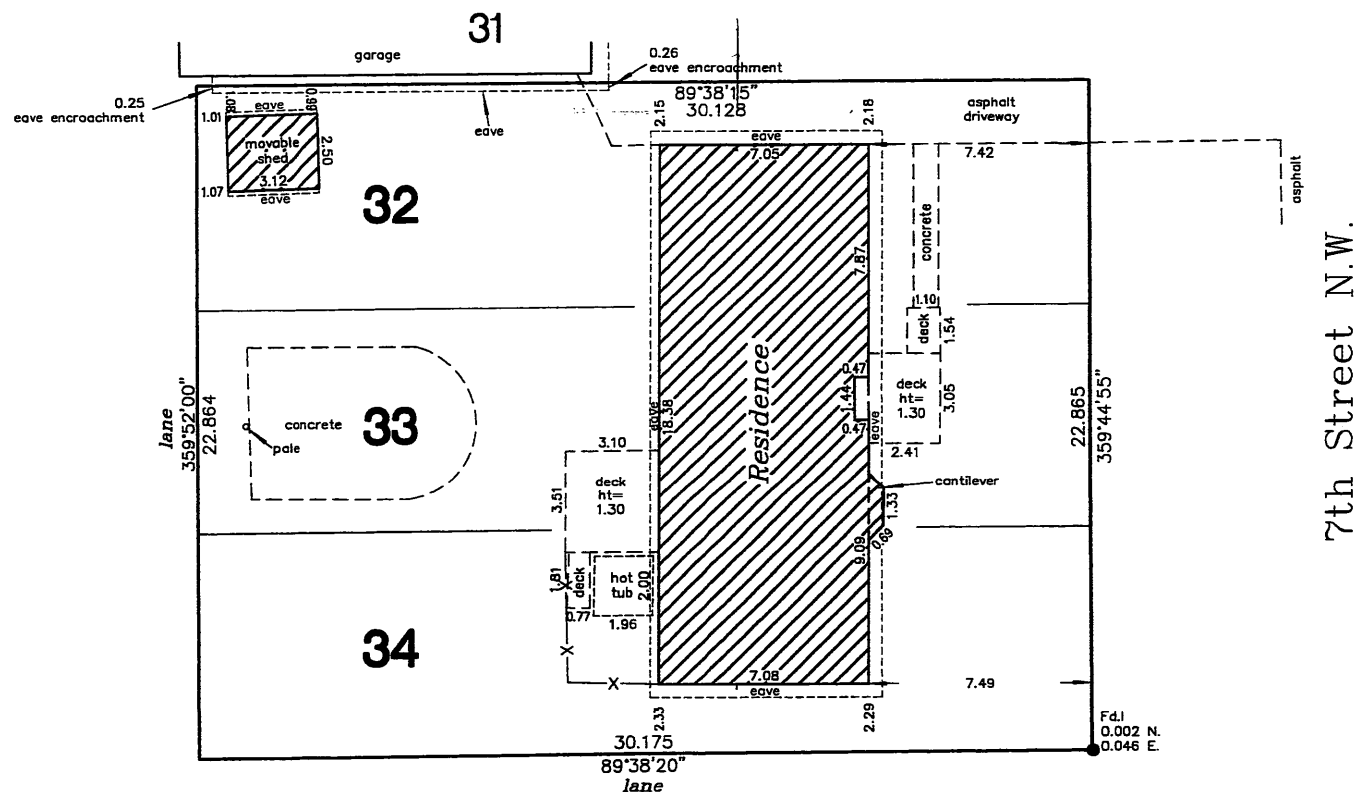 31
garage
0.26
eave encroachment
0.25
eave encroachment
89°38'15"
30.128
eave
asphalt
driveway
1.01
.08
eave
0.99
movable
shed
2.50
3.12
1.07
eave
2.15
eave
2.18
7.05
7.42
asphalt
32
concrete
7.87
1.10
deck
1.54
7th Street N.W.
lane
359°52'00"
22.864
concrete
33
pale
eave
18.38
Residence
0.47
1.44
0.47
eave
deck
ht=
1.30
3.05
2.41
22.865
359°44'55"
3.10
deck
ht=
1.30
3.51
cantilever
1.33
0.69
9.09
1.81
deck
hot
tub
2.00
0.77
1.96
34
X
X
X
7.08
eave
7.49
2.33
2.29
Fd.I
0.002 N.
0.046 E.
30.175
89°38'20"
lane